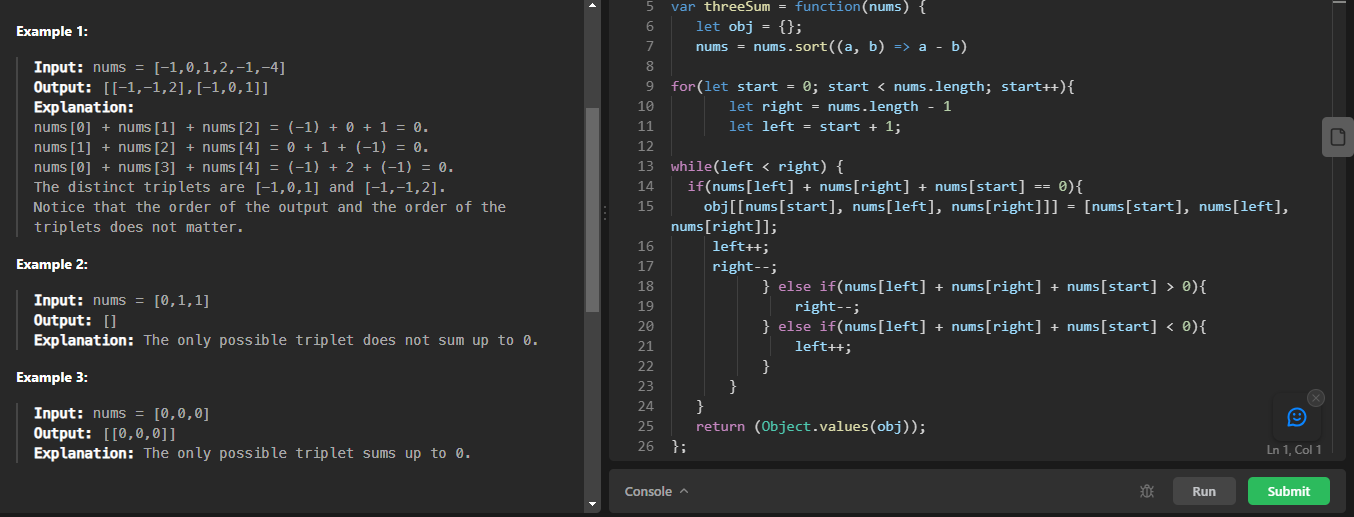 Example 1:
Input: nums = [-1,0,1,2,-1,-4]
Output: [[-1,-1,2],[-1,0,1]]
Explanation:
nums[0] + nums[1] + nums[2] = (-1) + 0 + 1 = 0.
nums[1] + nums[2] + nums[4] = 0 + 1 + (-1) = 0.
nums[0] + nums[3] + nums[4] = (-1) + 2 + (-1) = 0.
The distinct triplets are [-1,0,1] and [-1,-1,2].
Notice that the order of the output and the order of the
triplets does not matter.
Example 2:
Input: nums = [0,1,1]
Output: []
Explanation: The only possible triplet does not sum up to 0.
Example 3:
Input: nums = [0,0,0]
Output: [[0,0,0]]
Explanation: The only possible triplet sums up to 0.
5 var threeSum = function(nums) {
6    let obj = {};
7    nums = nums.sort((a, b) => a - b)
8
9 for(let start = 0; start < nums.length; start++){
10        let right = nums.length - 1
11        let left = start + 1;
12
13 while(left < right) {
14   if(nums[left] + nums[right] + nums[start] == 0){
15     obj[[nums[start], nums[left], nums[right]]] = [nums[start], nums[left],
nums[right]];
16      left++;
17      right--;
18            } else if(nums[left] + nums[right] + nums[start] > 0){
19                right--;
20            } else if(nums[left] + nums[right] + nums[start] < 0){
21                left++;
22            }
23        }
24    }
25    return (Object.values(obj));
26 };
Ln 1, Col 1
Console
Run
Submit